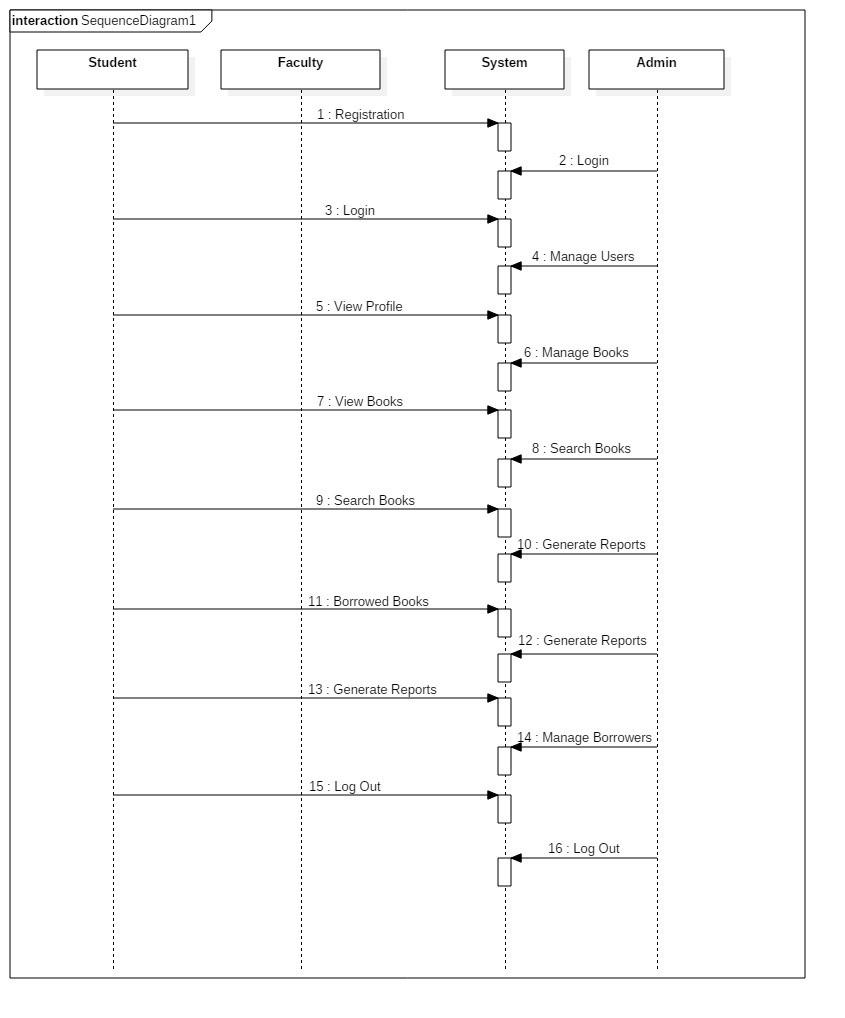 interaction SequenceDiagram1
Student Faculty System Admin
1 : Registration
2 : Login
3 : Login
4 : Manage Users
5 : View Profile
6 : Manage Books
7 : View Books
8 : Search Books
9 : Search Books
10 : Generate Reports
11 : Borrowed Books
12 : Generate Reports
13 : Generate Reports
14 : Manage Borrowers
15 : Log Out
16 : Log Out